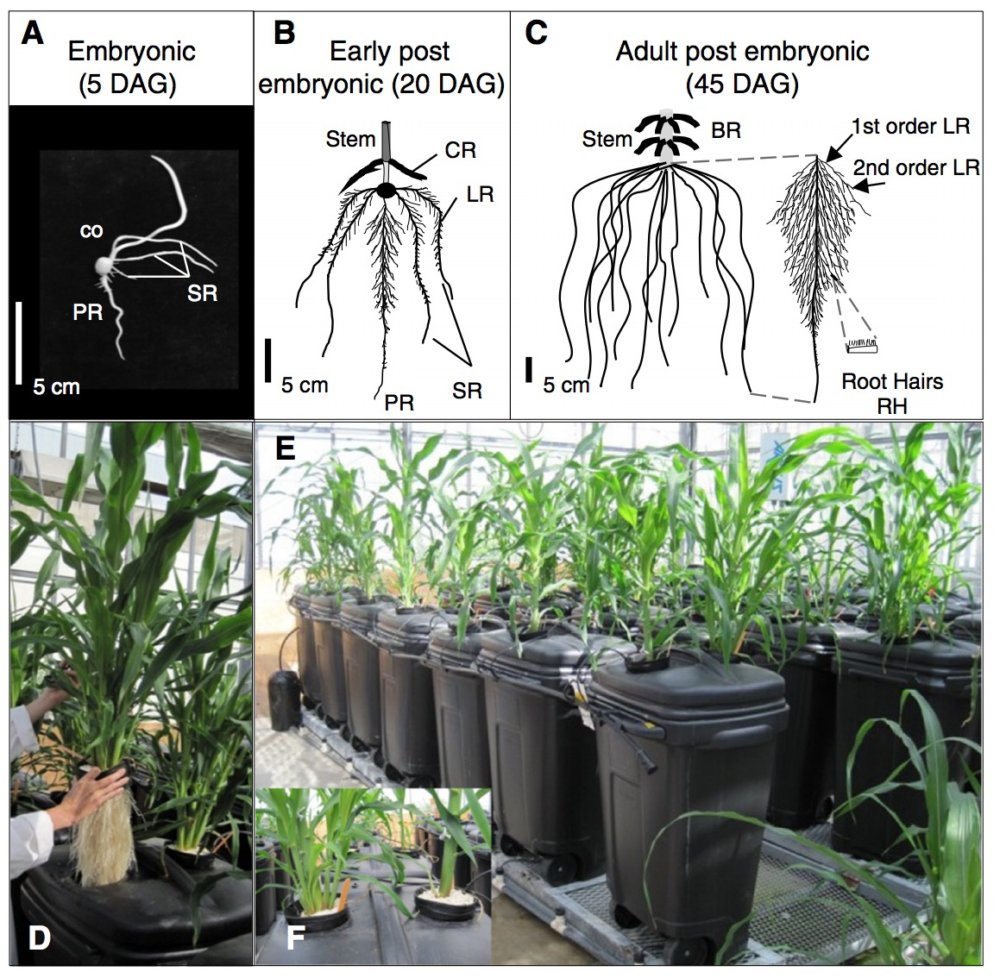 A
Embryonic
(5 DAG)
co
PR
SR
5 cm
B
Early post
embryonic (20 DAG)
Stem
CR
LR
5 cm
PR
SR
C
Adult post embryonic
(45 DAG)
Stem
BR
1st order LR
2nd order LR
5 cm
Root Hairs
RH
D
E
F